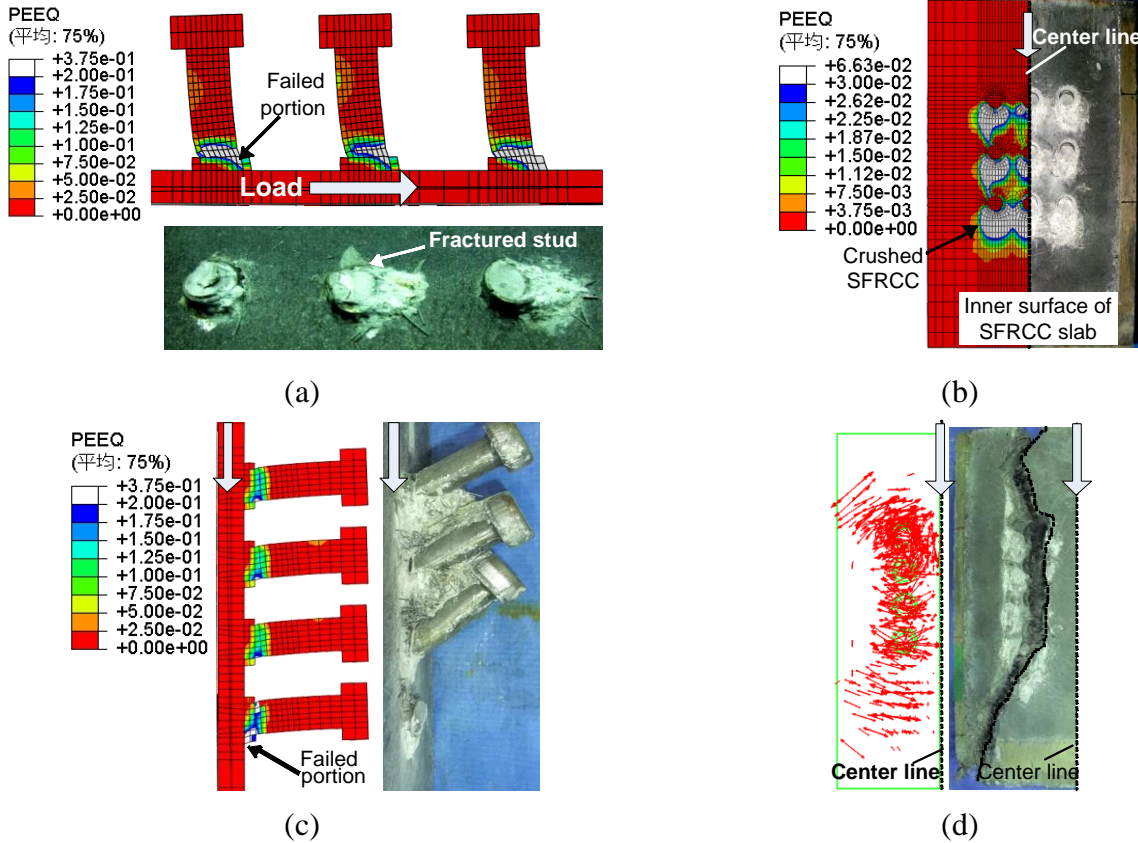 PEEQ
(平均: 75%)
+3.75e-01
+2.00e-01
+1.75e-01
+1.50e-01
+1.25e-01
+1.00e-01
+7.50e-02
+5.00e-02
+2.50e-02
+0.00e+00
Failed
portion
Load
Fractured stud
(a)
PEEQ
(平均: 75%)
+6.63e-02
+3.00e-02
+2.62e-02
+2.25e-02
+1.87e-02
+1.50e-02
+1.12e-02
+7.50e-03
+3.75e-03
+0.00e+00
Center line
Crushed
SFRCC
Inner surface of
SFRCC slab
(b)
PEEQ
(平均: 75%)
+3.75e-01
+2.00e-01
+1.75e-01
+1.50e-01
+1.25e-01
+1.00e-01
+7.50e-02
+5.00e-02
+2.50e-02
+0.00e+00
Failed
portion
(c)
Center line
Center line
(d)